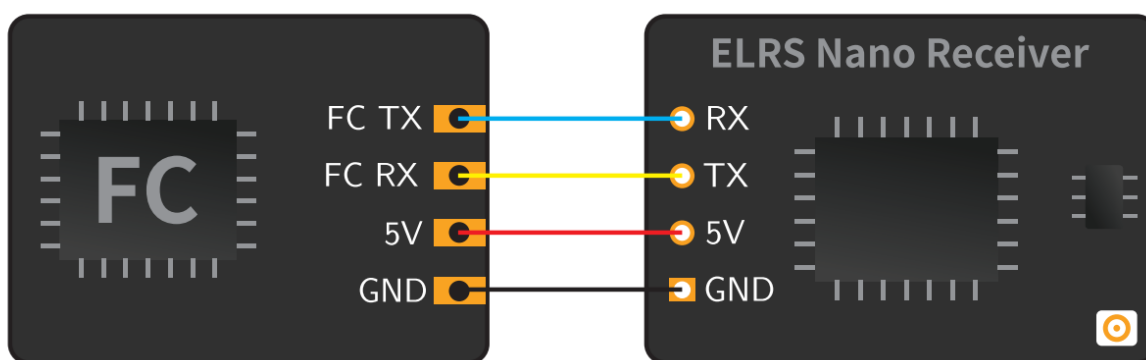 ELRS Nano Receiver
FC
FC TX
RX
FC RX
TX
5V
5V
GND
GND